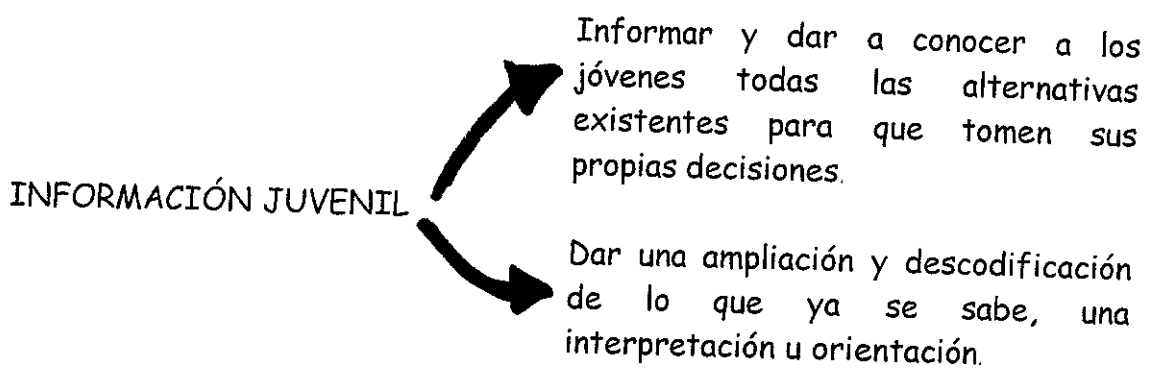 INFORMACIÓN JUVENIL
Informar y dar a conocer a los
jóvenes todas las alternativas
existentes para que tomen sus
propias decisiones.
Dar una ampliación y descodificación
de lo que ya se sabe, una
interpretación u orientación.